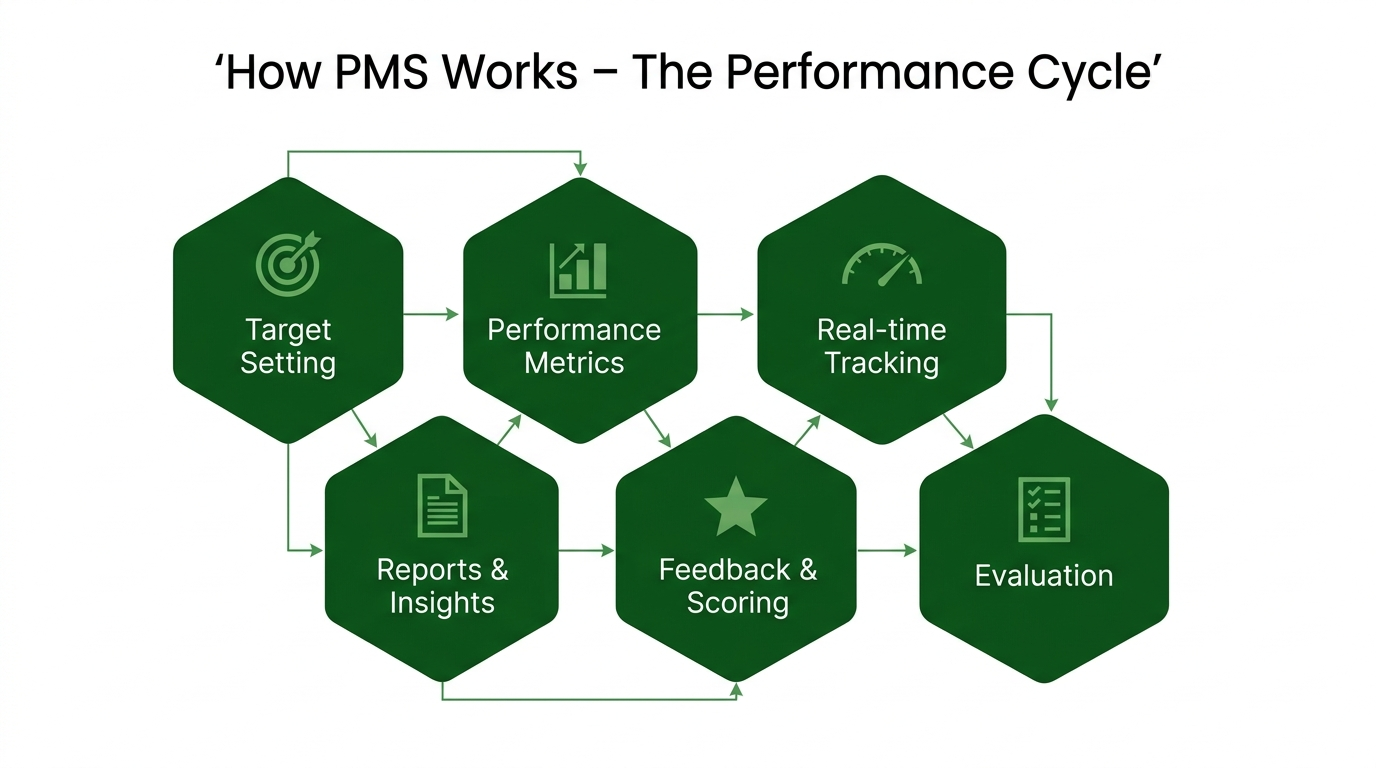 ‘How PMS Works – The Performance Cycle’
Target
Setting
Performance
Metrics
Real-time
Tracking
Reports &
Insights
Feedback &
Scoring
Evaluation